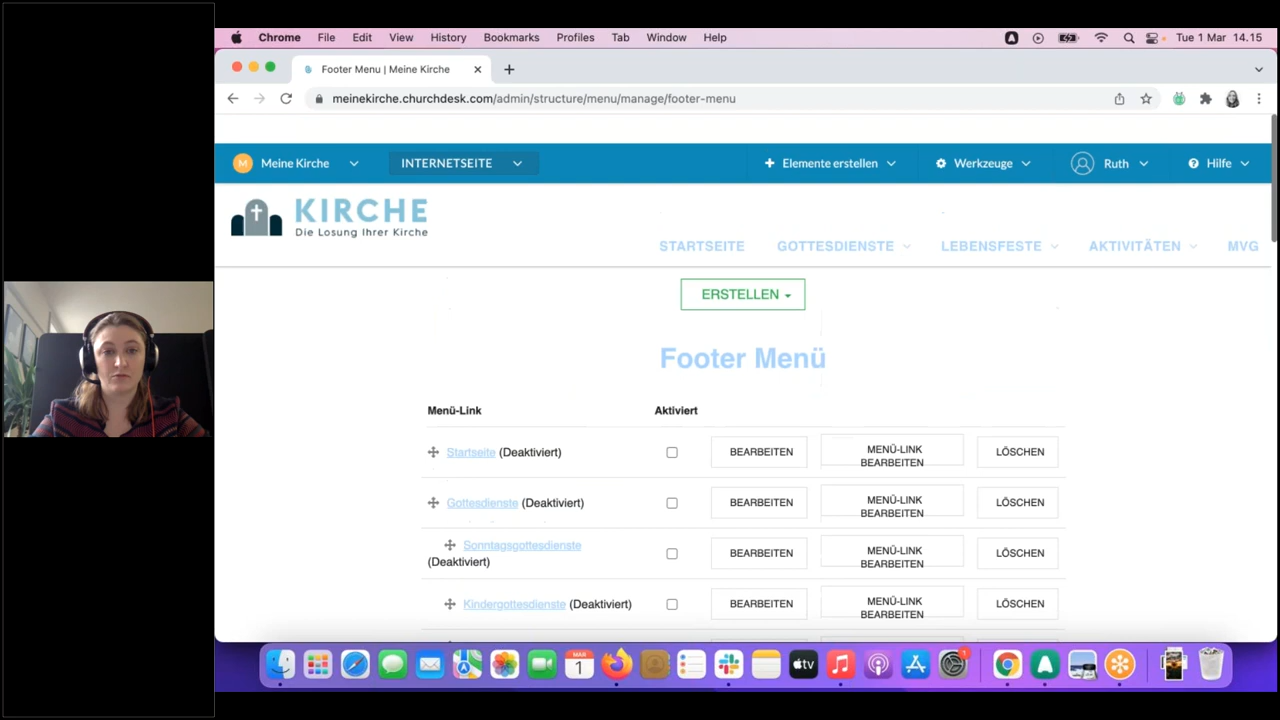 Chrome File Edit View History Bookmarks Profiles Tab Window Help Tue 1 Mar 14.15
Footer Menu | Meine Kirche
meinekirche.churchdesk.com/admin/structure/menu/manage/footer-menu
M Meine Kirche INTERNETSEITE Elemente erstellen Werkzeuge Ruth Hilfe
KIRCHE
Die Losung Ihrer Kirche
STARTSEITE GOTTESDIENSTE LEBENSFESTE AKTIVITÄTEN MVG
ERSTELLEN
Footer Menü
Menü-Link Aktiviert
Startseite (Deaktiviert) BEARBEITEN MENÜ-LINK BEARBEITEN LÖSCHEN
Gottesdienste (Deaktiviert) BEARBEITEN MENÜ-LINK BEARBEITEN LÖSCHEN
Sonntagsgottesdienste (Deaktiviert) BEARBEITEN MENÜ-LINK BEARBEITEN LÖSCHEN
Kindergottesdienste (Deaktiviert) BEARBEITEN MENÜ-LINK BEARBEITEN LÖSCHEN
MAR
1
tv
1